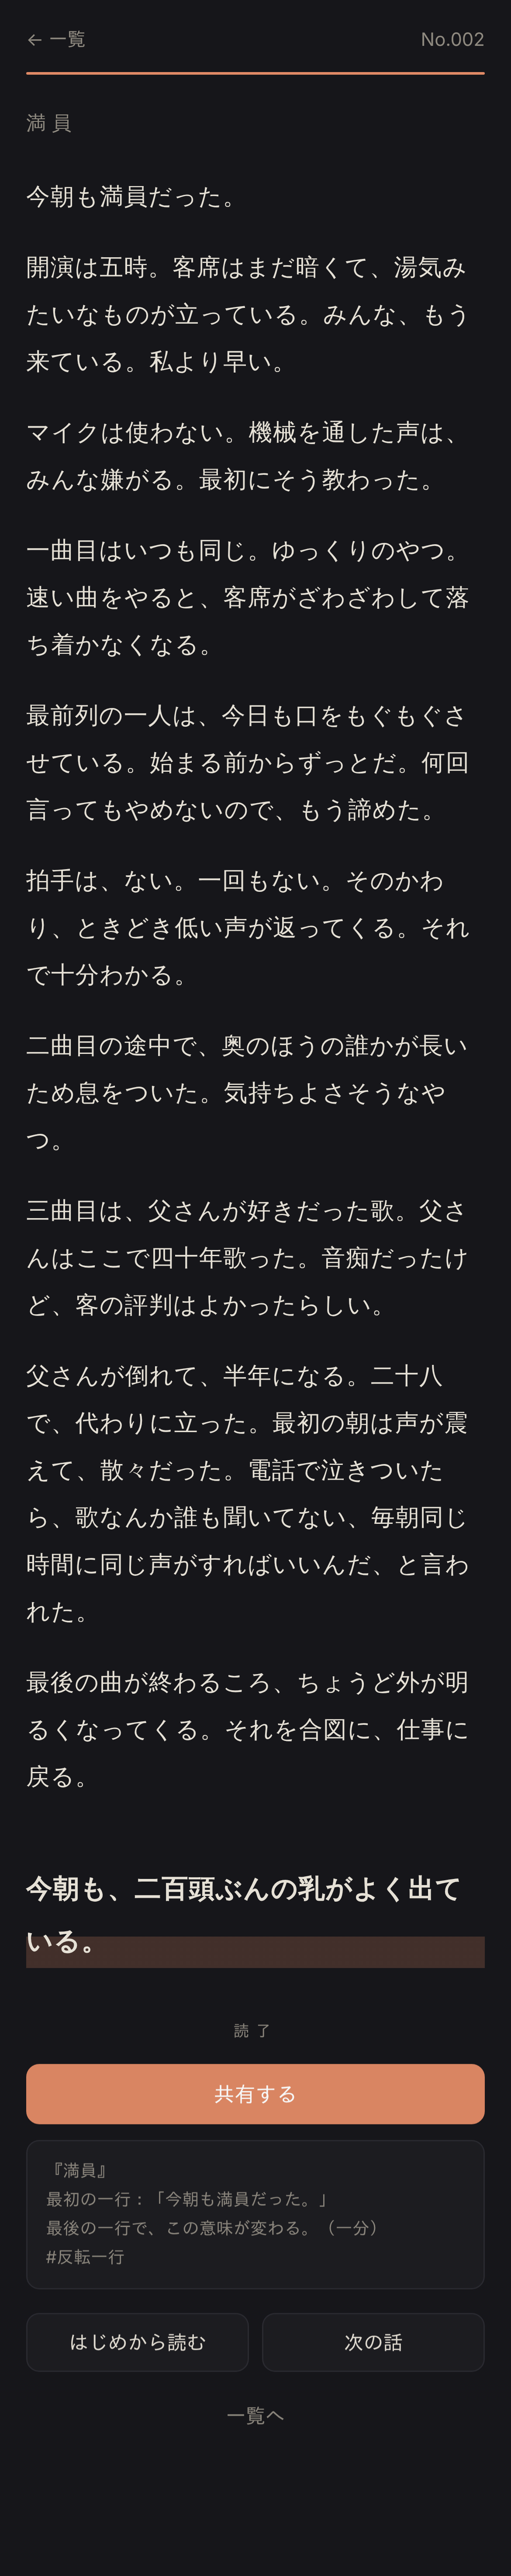 ← 一覧
No.002
満員
今朝も満員だった。
開演は五時。客席はまだ暗くて、湯気み
たいなものが立っている。みんな、もう
来ている。私より早い。
マイクは使わない。機械を通した声は、
みんな嫌がる。最初にそう教わった。
一曲目はいつも同じ。ゆっくりのやつ。
速い曲をやると、客席がざわざわして落
ち着かなくなる。
最前列の一人は、今日も口をもぐもぐさ
せている。始まる前からずっとだ。何回
言ってもやめないので、もう諦めた。
拍手は、ない。一回もない。そのかわ
り、ときどき低い声が返ってくる。それ
で十分わかる。
二曲目の途中で、奥のほうの誰かが長い
ため息をついた。気持ちよさそうなや
つ。
三曲目は、父さんが好きだった歌。父さ
んはここで四十年歌った。音痴だったけ
ど、客の評判はよかったらしい。
父さんが倒れて、半年になる。二十八
で、代わりに立った。最初の朝は声が震
えて、散々だった。電話で泣きついた
ら、歌なんか誰も聞いてない、毎朝同じ
時間に同じ声がすればいいんだ、と言わ
れた。
最後の曲が終わるころ、ちょうど外が明
るくなってくる。それを合図に、仕事に
戻る。
今朝も、二百頭ぶんの乳がよく出て
いる。
読了
共有する
『満員』
最初の一行：「今朝も満員だった。」
最後の一行で、この意味が変わる。（一分）
#反転一行
はじめから読む
次の話
一覧へ